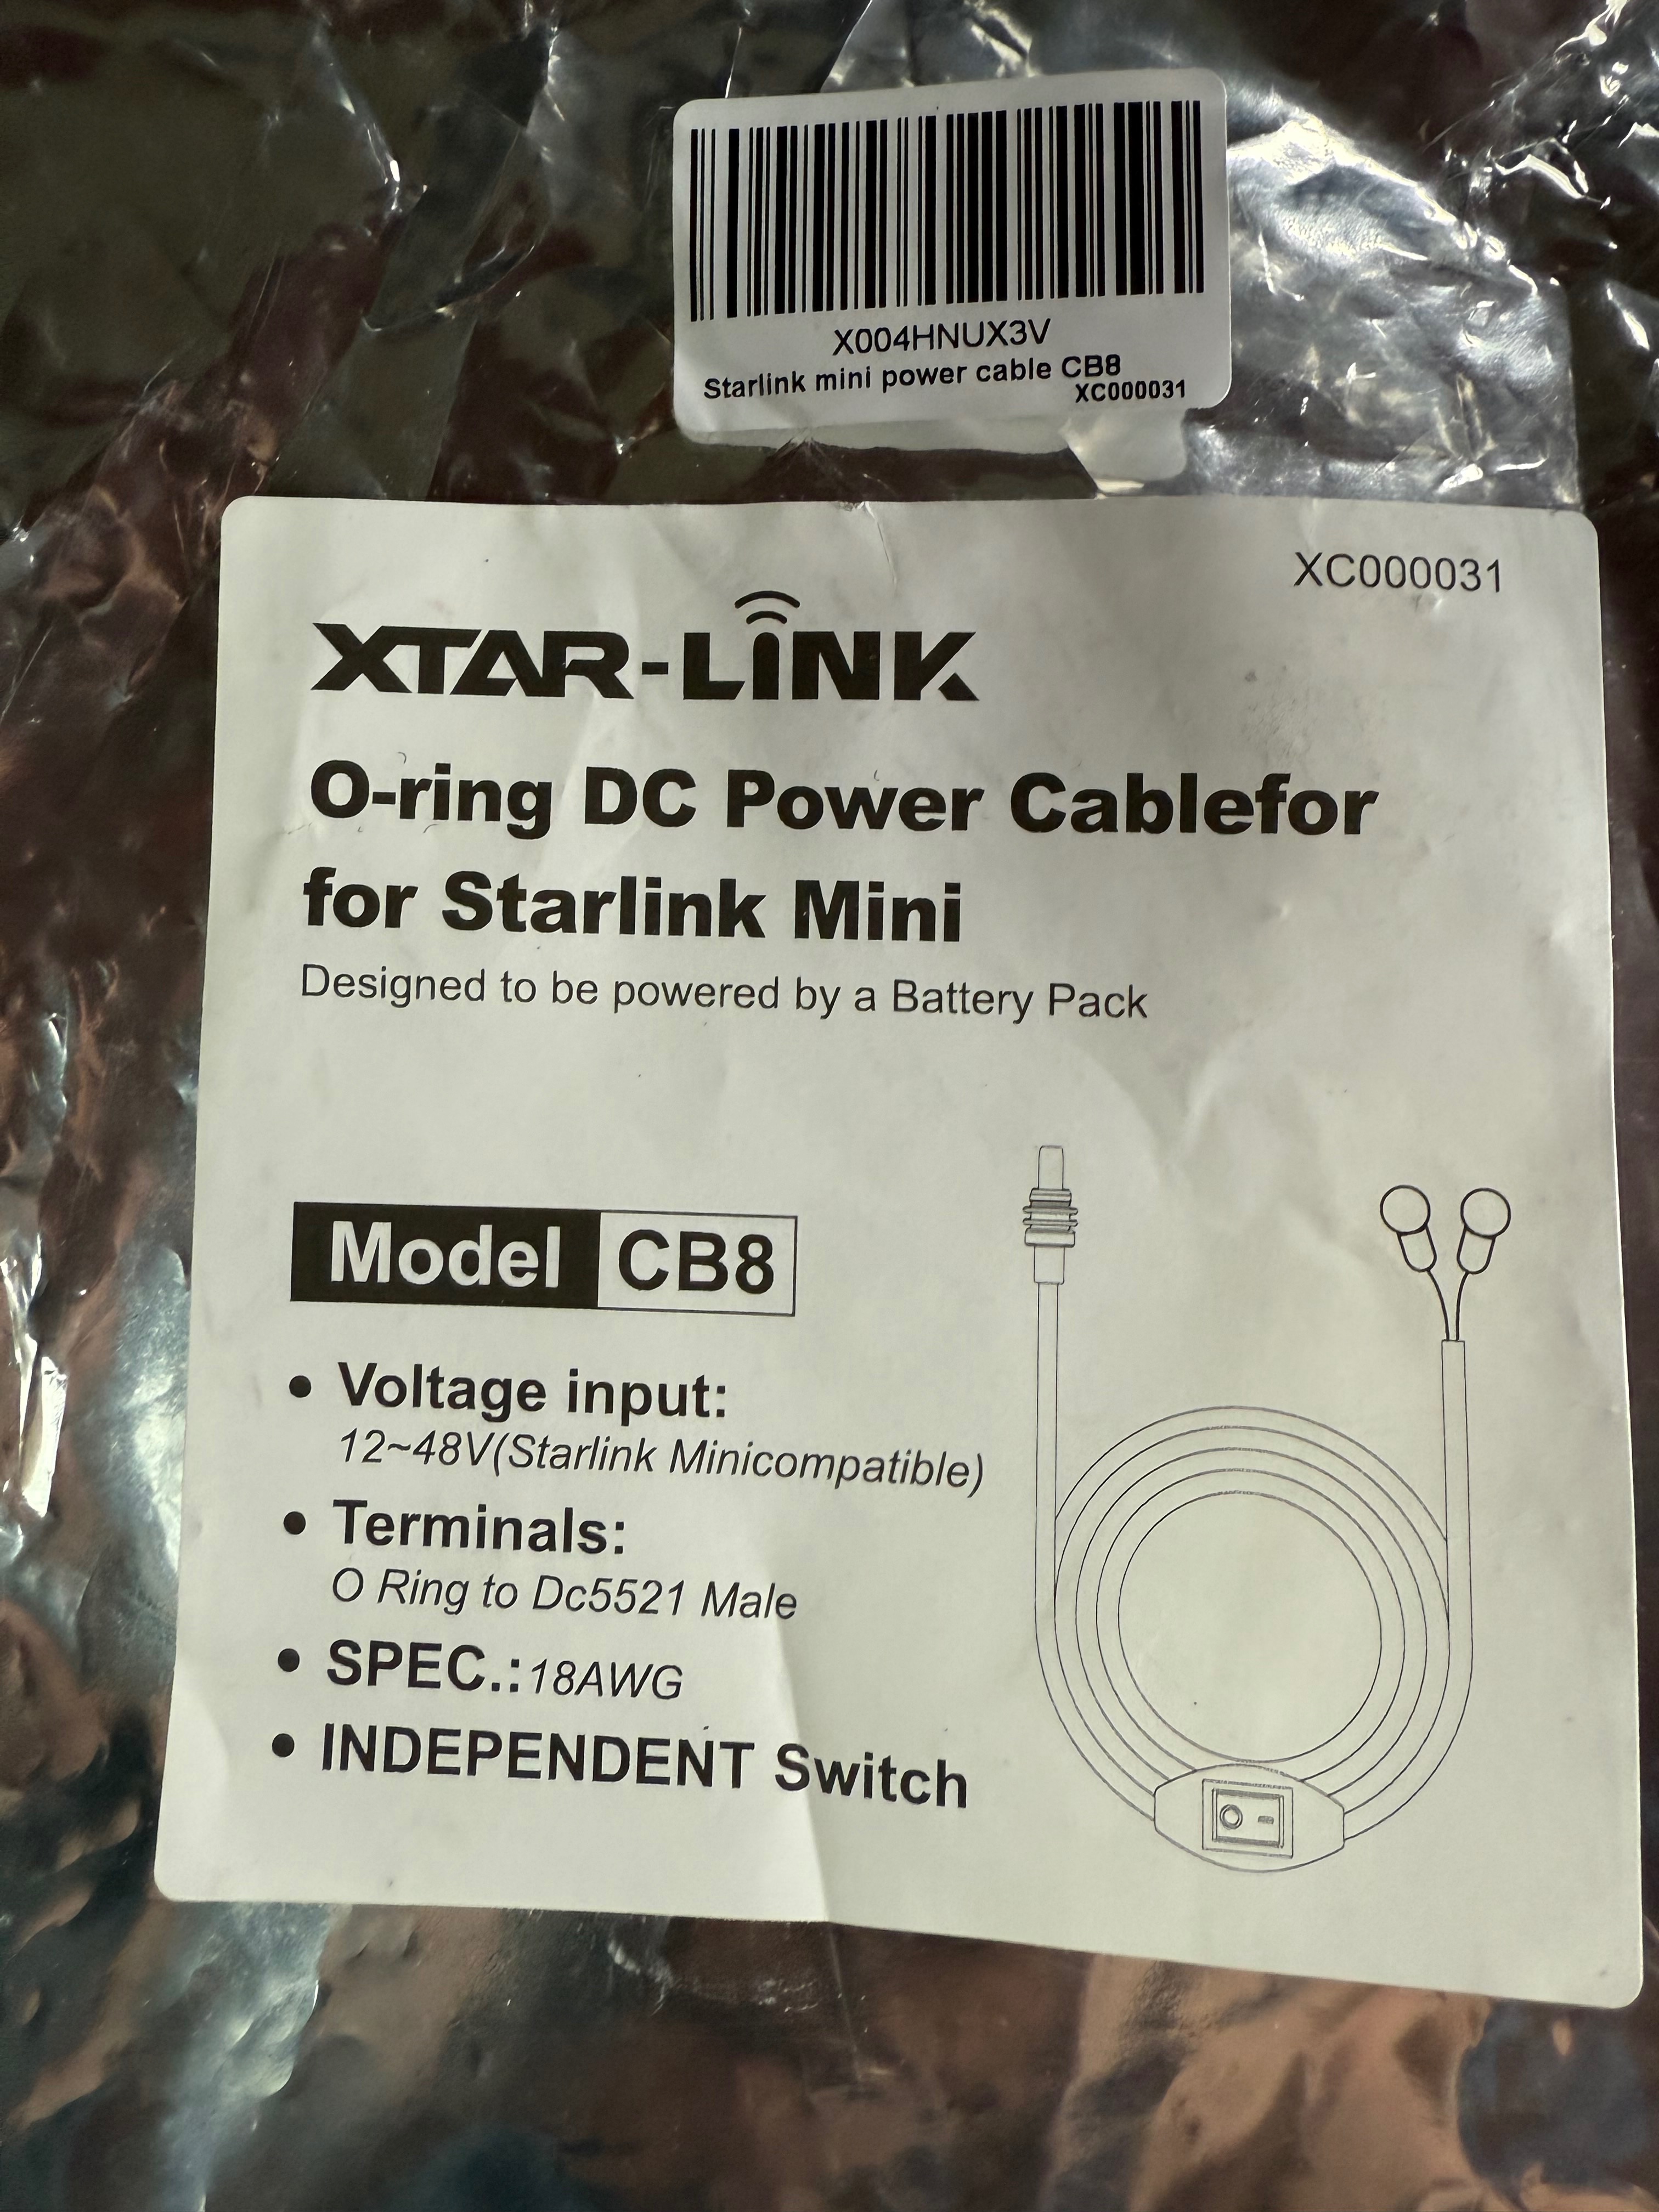 X004HNUX3V
Starlink mini power cable CB8
XC000031
XC000031
XTAR-LINK
O-ring DC Power Cablefor
for Starlink Mini
Designed to be powered by a Battery Pack
Model CB8
• Voltage input:
12~48V(Starlink Minicompatible)
• Terminals:
O Ring to Dc5521 Male
• SPEC.:18AWG
• INDEPENDENT Switch